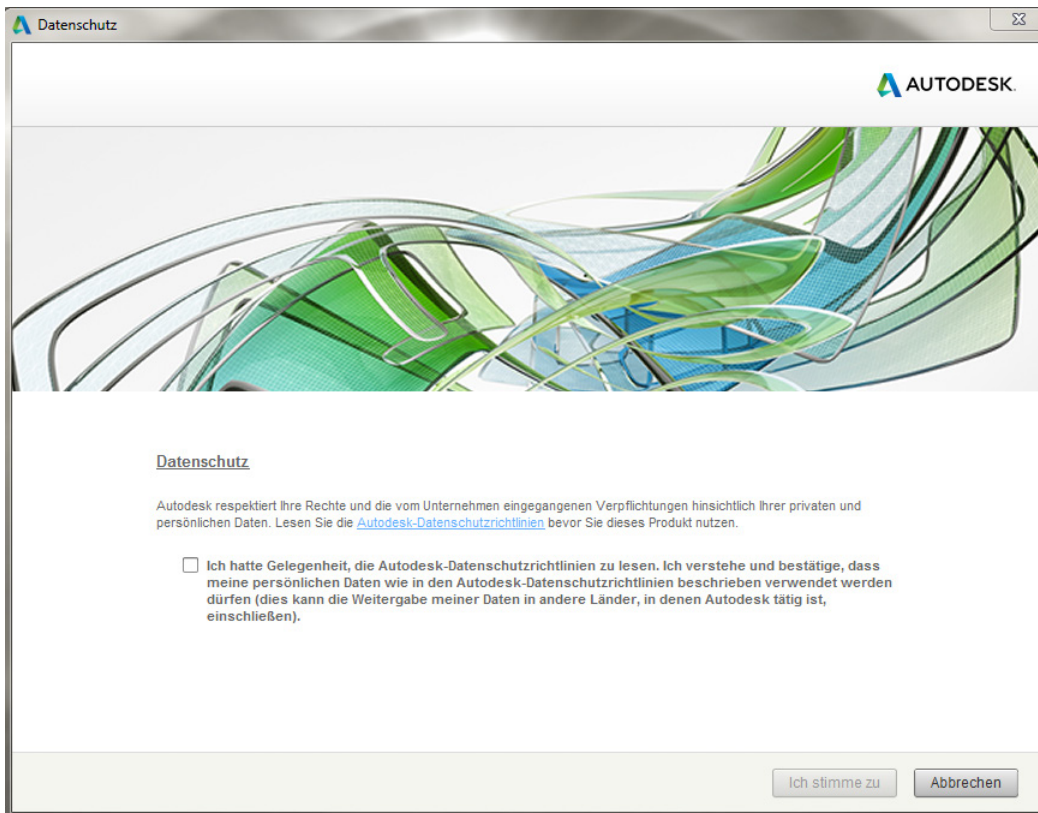 Datenschutz
AUTODESK.
Datenschutz
Autodesk respektiert Ihre Rechte und die vom Unternehmen eingegangenen Verpflichtungen hinsichtlich Ihrer privaten und
persönlichen Daten. Lesen Sie die Autodesk-Datenschutzrichtlinien bevor Sie dieses Produkt nutzen.
Ich hatte Gelegenheit, die Autodesk-Datenschutzrichtlinien zu lesen. Ich verstehe und bestätige, dass
meine persönlichen Daten wie in den Autodesk-Datenschutzrichtlinien beschrieben verwendet werden
dürfen (dies kann die Weitergabe meiner Daten in andere Länder, in denen Autodesk tätig ist,
einschließen).
Ich stimme zu Abbrechen